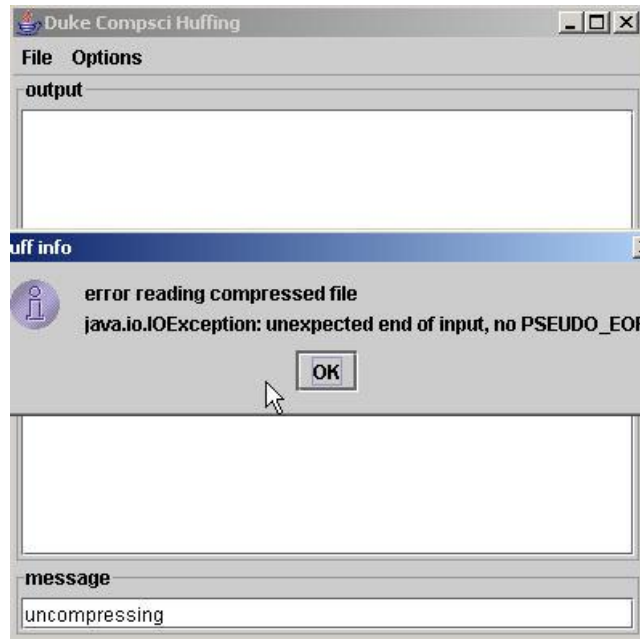 Duke Compsci Huffing
File Options
output
uff info
error reading compressed file
java.io.IOException: unexpected end of input, no PSEUDO_EOF
OK
message
uncompressing